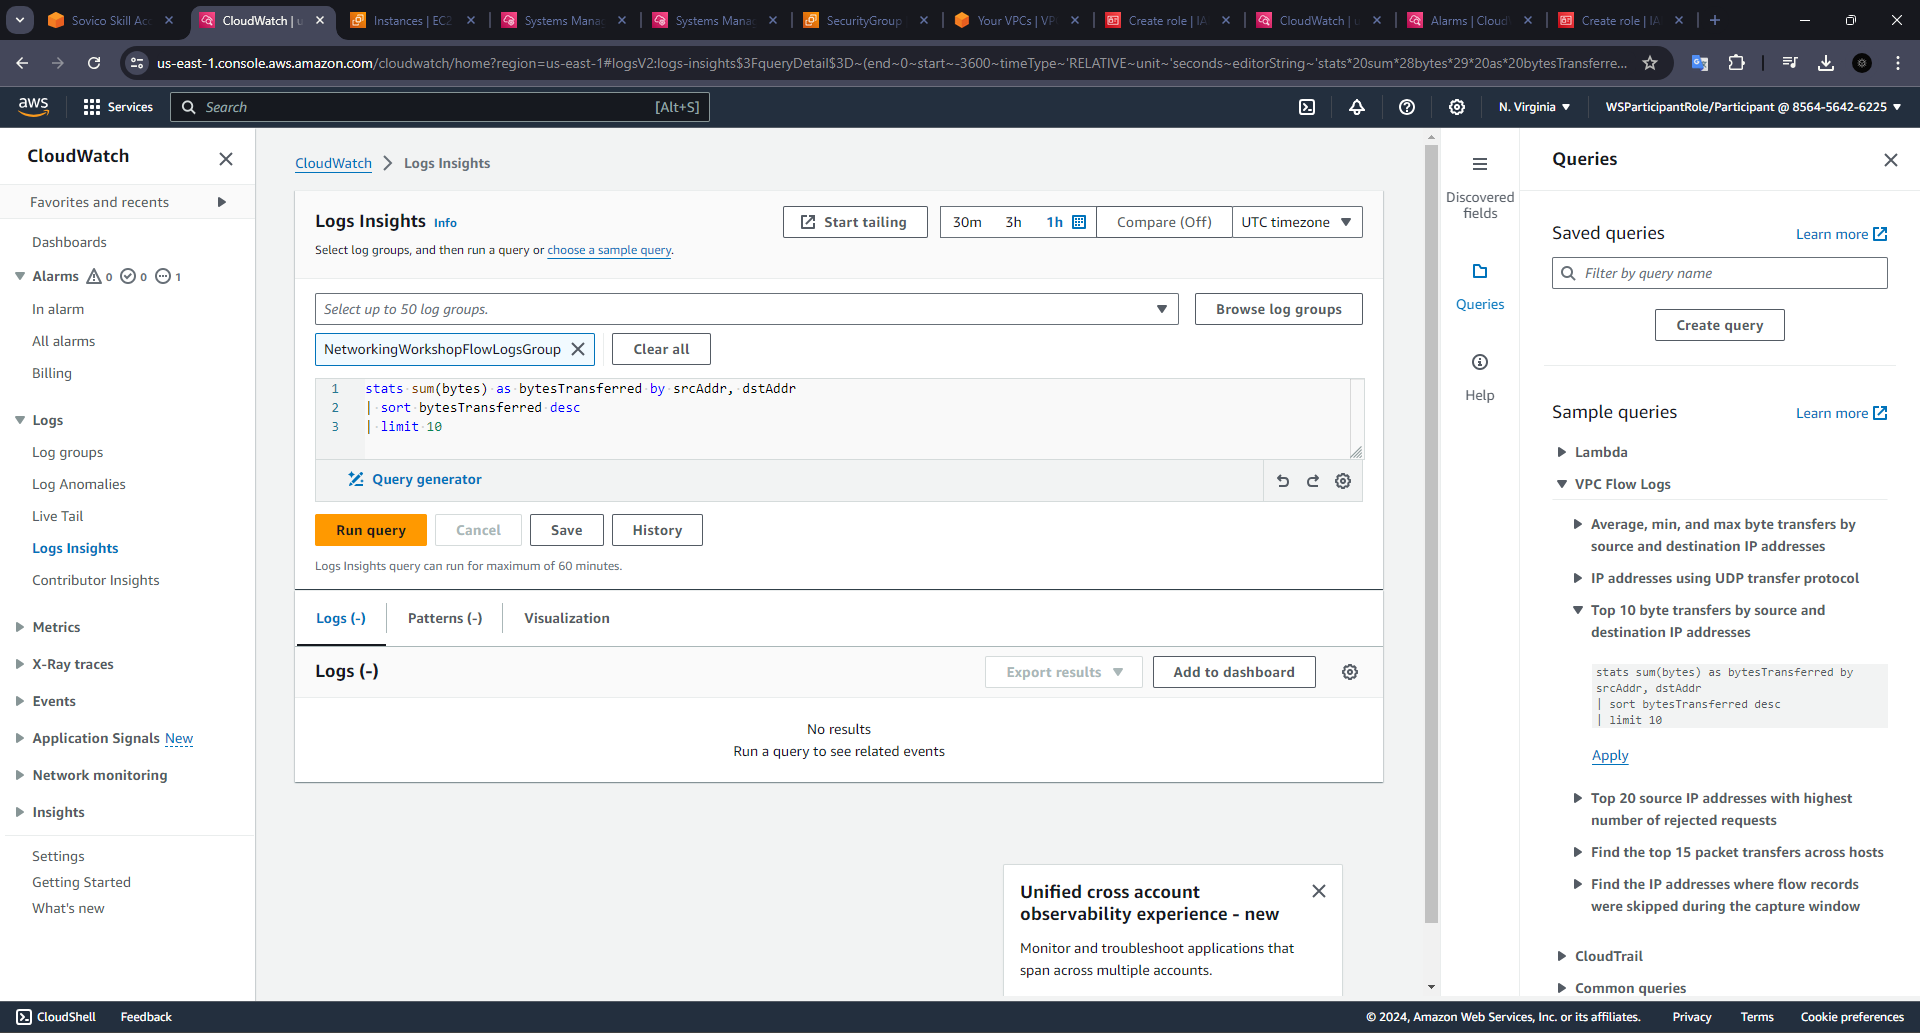 Sovico Skill Acc
CloudWatch | u
Instances | EC2
Systems Mana
Systems Mana
SecurityGroup
Your VPCs | VP
Create role | IA
CloudWatch | u
Alarms | Cloud
Create role | IA
us-east-1.console.aws.amazon.com/cloudwatch/home?region=us-east-1#logsV2:logs-insights$3FqueryDetail$3D~(end~0~start~-3600~timeType~'RELATIVE~unit~'seconds~editorString~'stats*20sum*28bytes*29*20as*20bytesTransferre...
aws
Services
Search
[Alt+S]
N. Virginia
WSParticipantRole/Participant @ 8564-5642-6225
CloudWatch
Favorites and recents
Dashboards
Alarms 0 0 1
In alarm
All alarms
Billing
Logs
Log groups
Log Anomalies
Live Tail
Logs Insights
Contributor Insights
Metrics
X-Ray traces
Events
Application Signals New
Network monitoring
Insights
Settings
Getting Started
What's new
CloudWatch > Logs Insights
Logs Insights Info
Select log groups, and then run a query or choose a sample query.
Start tailing
30m 3h 1h
Compare (Off)
UTC timezone
Select up to 50 log groups.
Browse log groups
NetworkingWorkshopFlowLogsGroup
Clear all
1 stats sum(bytes) as bytesTransferred by srcAddr, dstAddr
2 | sort bytesTransferred desc
3 | limit 10
Query generator
Run query
Cancel
Save
History
Logs Insights query can run for maximum of 60 minutes.
Logs (-)
Patterns (-)
Visualization
Logs (-)
Export results
Add to dashboard
No results
Run a query to see related events
Unified cross account
observability experience - new
Monitor and troubleshoot applications that
span across multiple accounts.
Discovered
fields
Queries
Help
Queries
Saved queries
Learn more
Filter by query name
Create query
Sample queries
Learn more
Lambda
VPC Flow Logs
Average, min, and max byte transfers by
source and destination IP addresses
IP addresses using UDP transfer protocol
Top 10 byte transfers by source and
destination IP addresses
stats sum(bytes) as bytesTransferred by
srcAddr, dstAddr
| sort bytesTransferred desc
| limit 10
Apply
Top 20 source IP addresses with highest
number of rejected requests
Find the top 15 packet transfers across hosts
Find the IP addresses where flow records
were skipped during the capture window
CloudTrail
Common queries
CloudShell
Feedback
© 2024, Amazon Web Services, Inc. or its affiliates.
Privacy
Terms
Cookie preferences